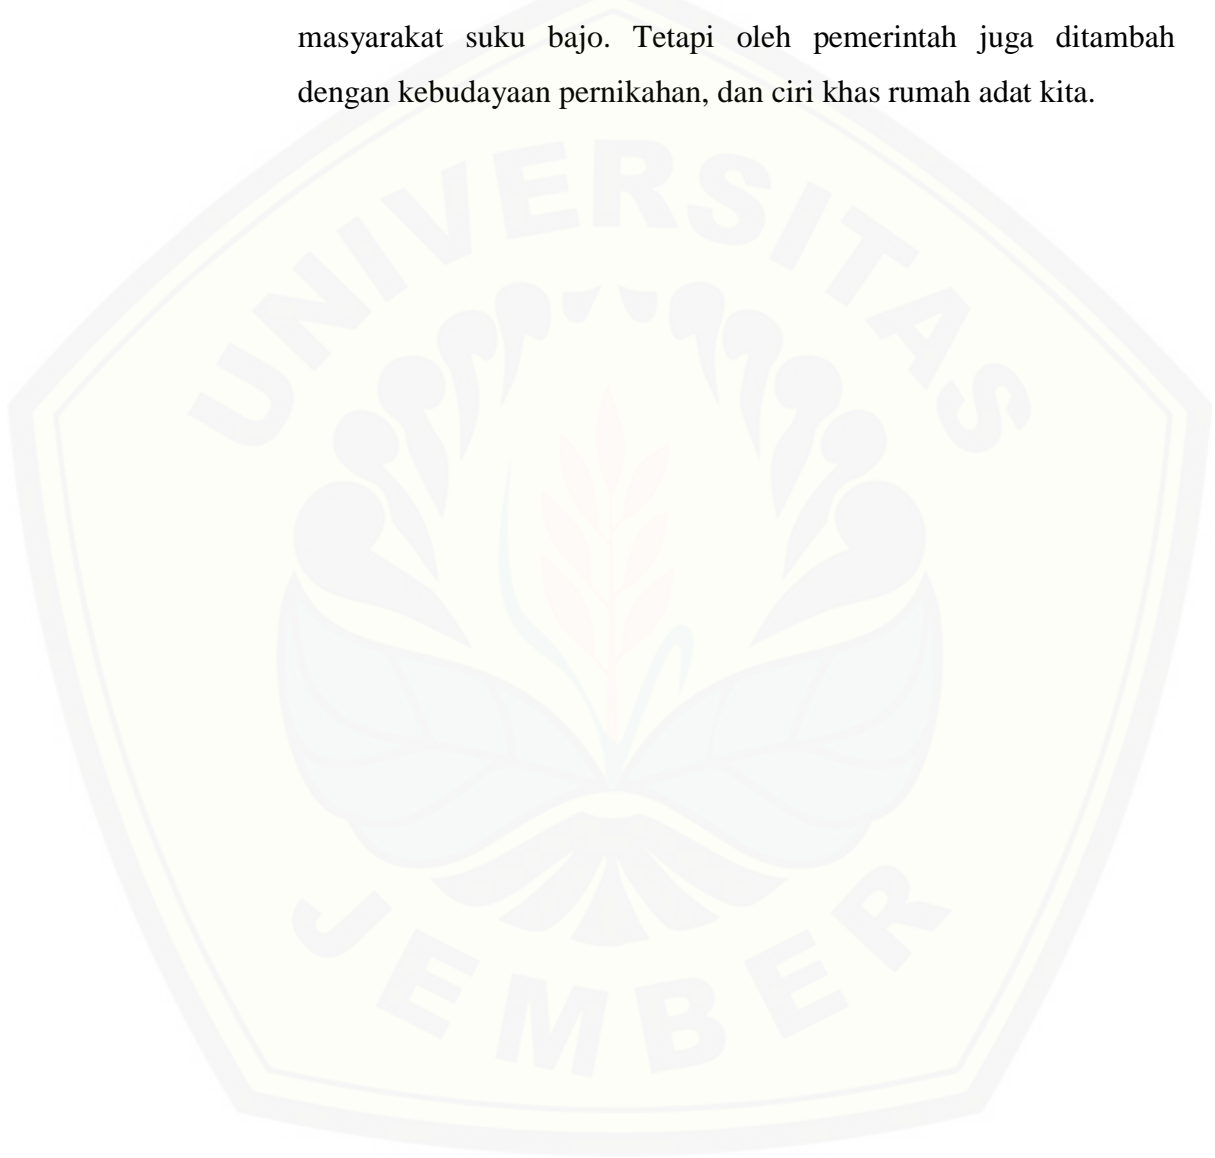 masyarakat suku bajo. Tetapi oleh pemerintah juga ditambah
dengan kebudayaan pernikahan, dan ciri khas rumah adat kita.
UNIVERSITAS
JEMBER